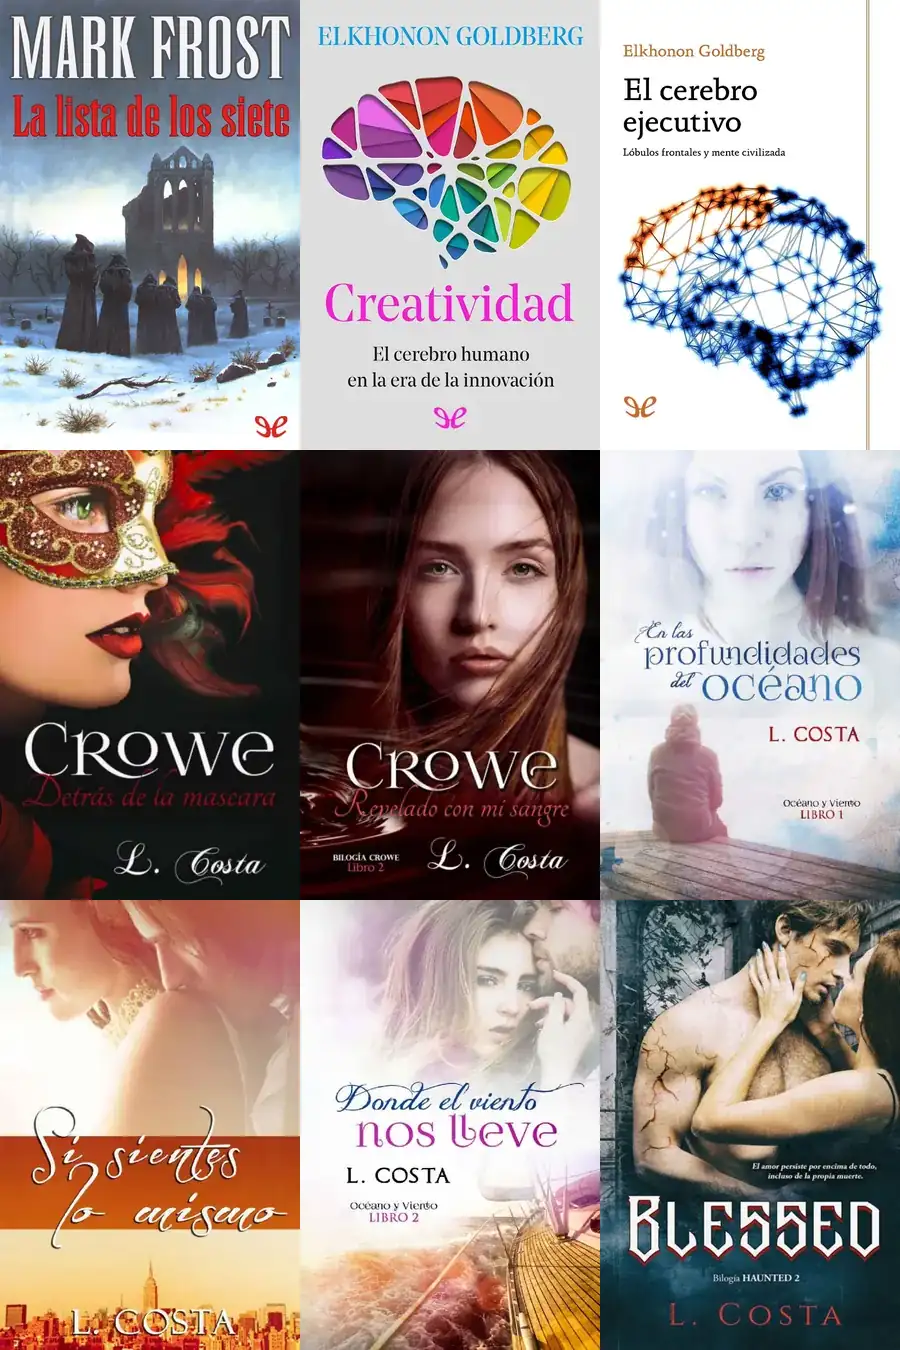 MARK FROST
La lista de los siete
ELKHONON GOLDBERG
Creatividad
El cerebro humano
en la era de la innovación
Elkhonon Goldberg
El cerebro
ejecutivo
Lóbulos frontales y mente civilizada
CROWE
Detrás de la mascara
L. Costa
CROWE
Revelado con mi sangre
BILOGÍA CROWE
Libro 2
L. Costa
En las
profundidades
del océano
L. COSTA
Océano y Viento
LIBRO 1
Si sientes
lo mismo
L. COSTA
Donde el viento
nos lleve
L. COSTA
Océano y Viento
LIBRO 2
El amor persiste por encima de todo,
incluso de la propia muerte.
BLESSED
Bilogía HAUNTED 2
L. COSTA